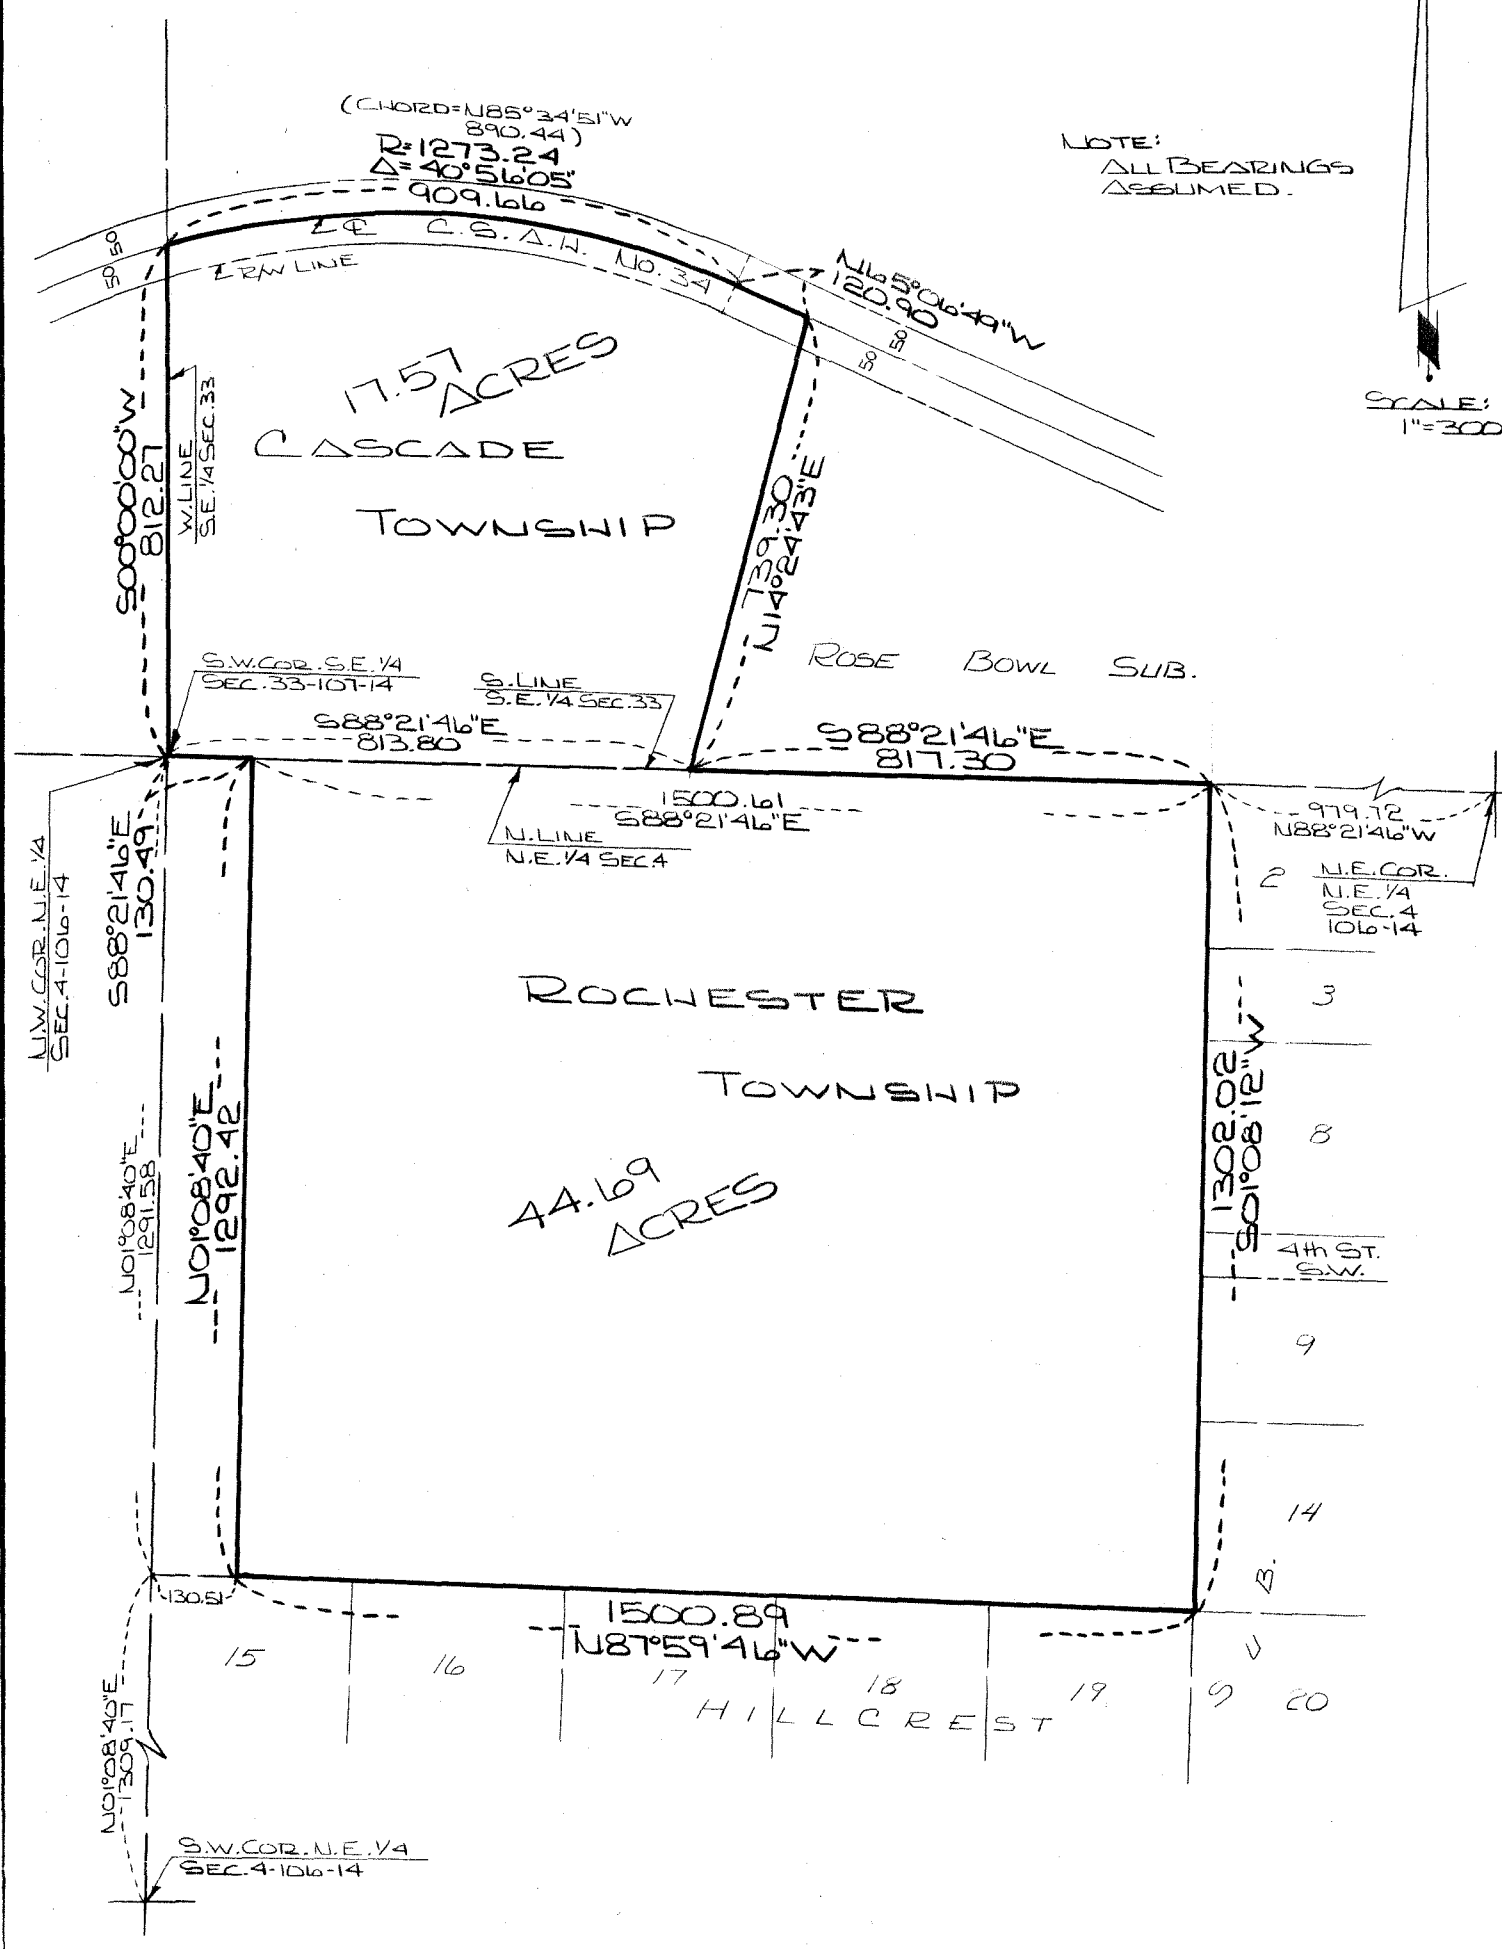 (CHORD=N85°34'51"W
890.44)
R=1273.24
Δ=40°56'05"
909.66
NOTE:
ALL BEARINGS
ASSUMED.
50 50
℄ C.S.A.H. NO. 34
R/W LINE
N65°06'49"W
120.90
50 50
SCALE:
1"=300
17.57
ACRES
CASCADE
TOWNSHIP
S00°00'00"W
812.27
W.LINE
S.E.1/4 SEC.33
739.30
N14°24'43"E
S.W.COR.S.E.1/4
SEC.33-107-14
S.LINE
S.E.1/4 SEC.33
ROSE BOWL SUB.
S88°21'46"E
813.80
S88°21'46"E
817.30
1500.61
S88°21'46"E
N.LINE
N.E.1/4 SEC.4
979.72
N88°21'46"W
N.E.COR.
N.E.1/4
SEC.4
106-14
N.W.COR.N.E.1/4
SEC.4-106-14
S88°21'46"E
130.49
2
3
8
4th ST.
S.W.
9
14
ROCHESTER
TOWNSHIP
44.69
ACRES
N01°08'40"E
1291.58
N01°08'40"E
1292.42
1302.02
S01°08'12"W
130.51
1500.89
N87°59'46"W
15 16 17 18 19 20
HILLCREST SUB.
N01°08'40"E
1309.17
S.W.COR.N.E.1/4
SEC.4-106-14